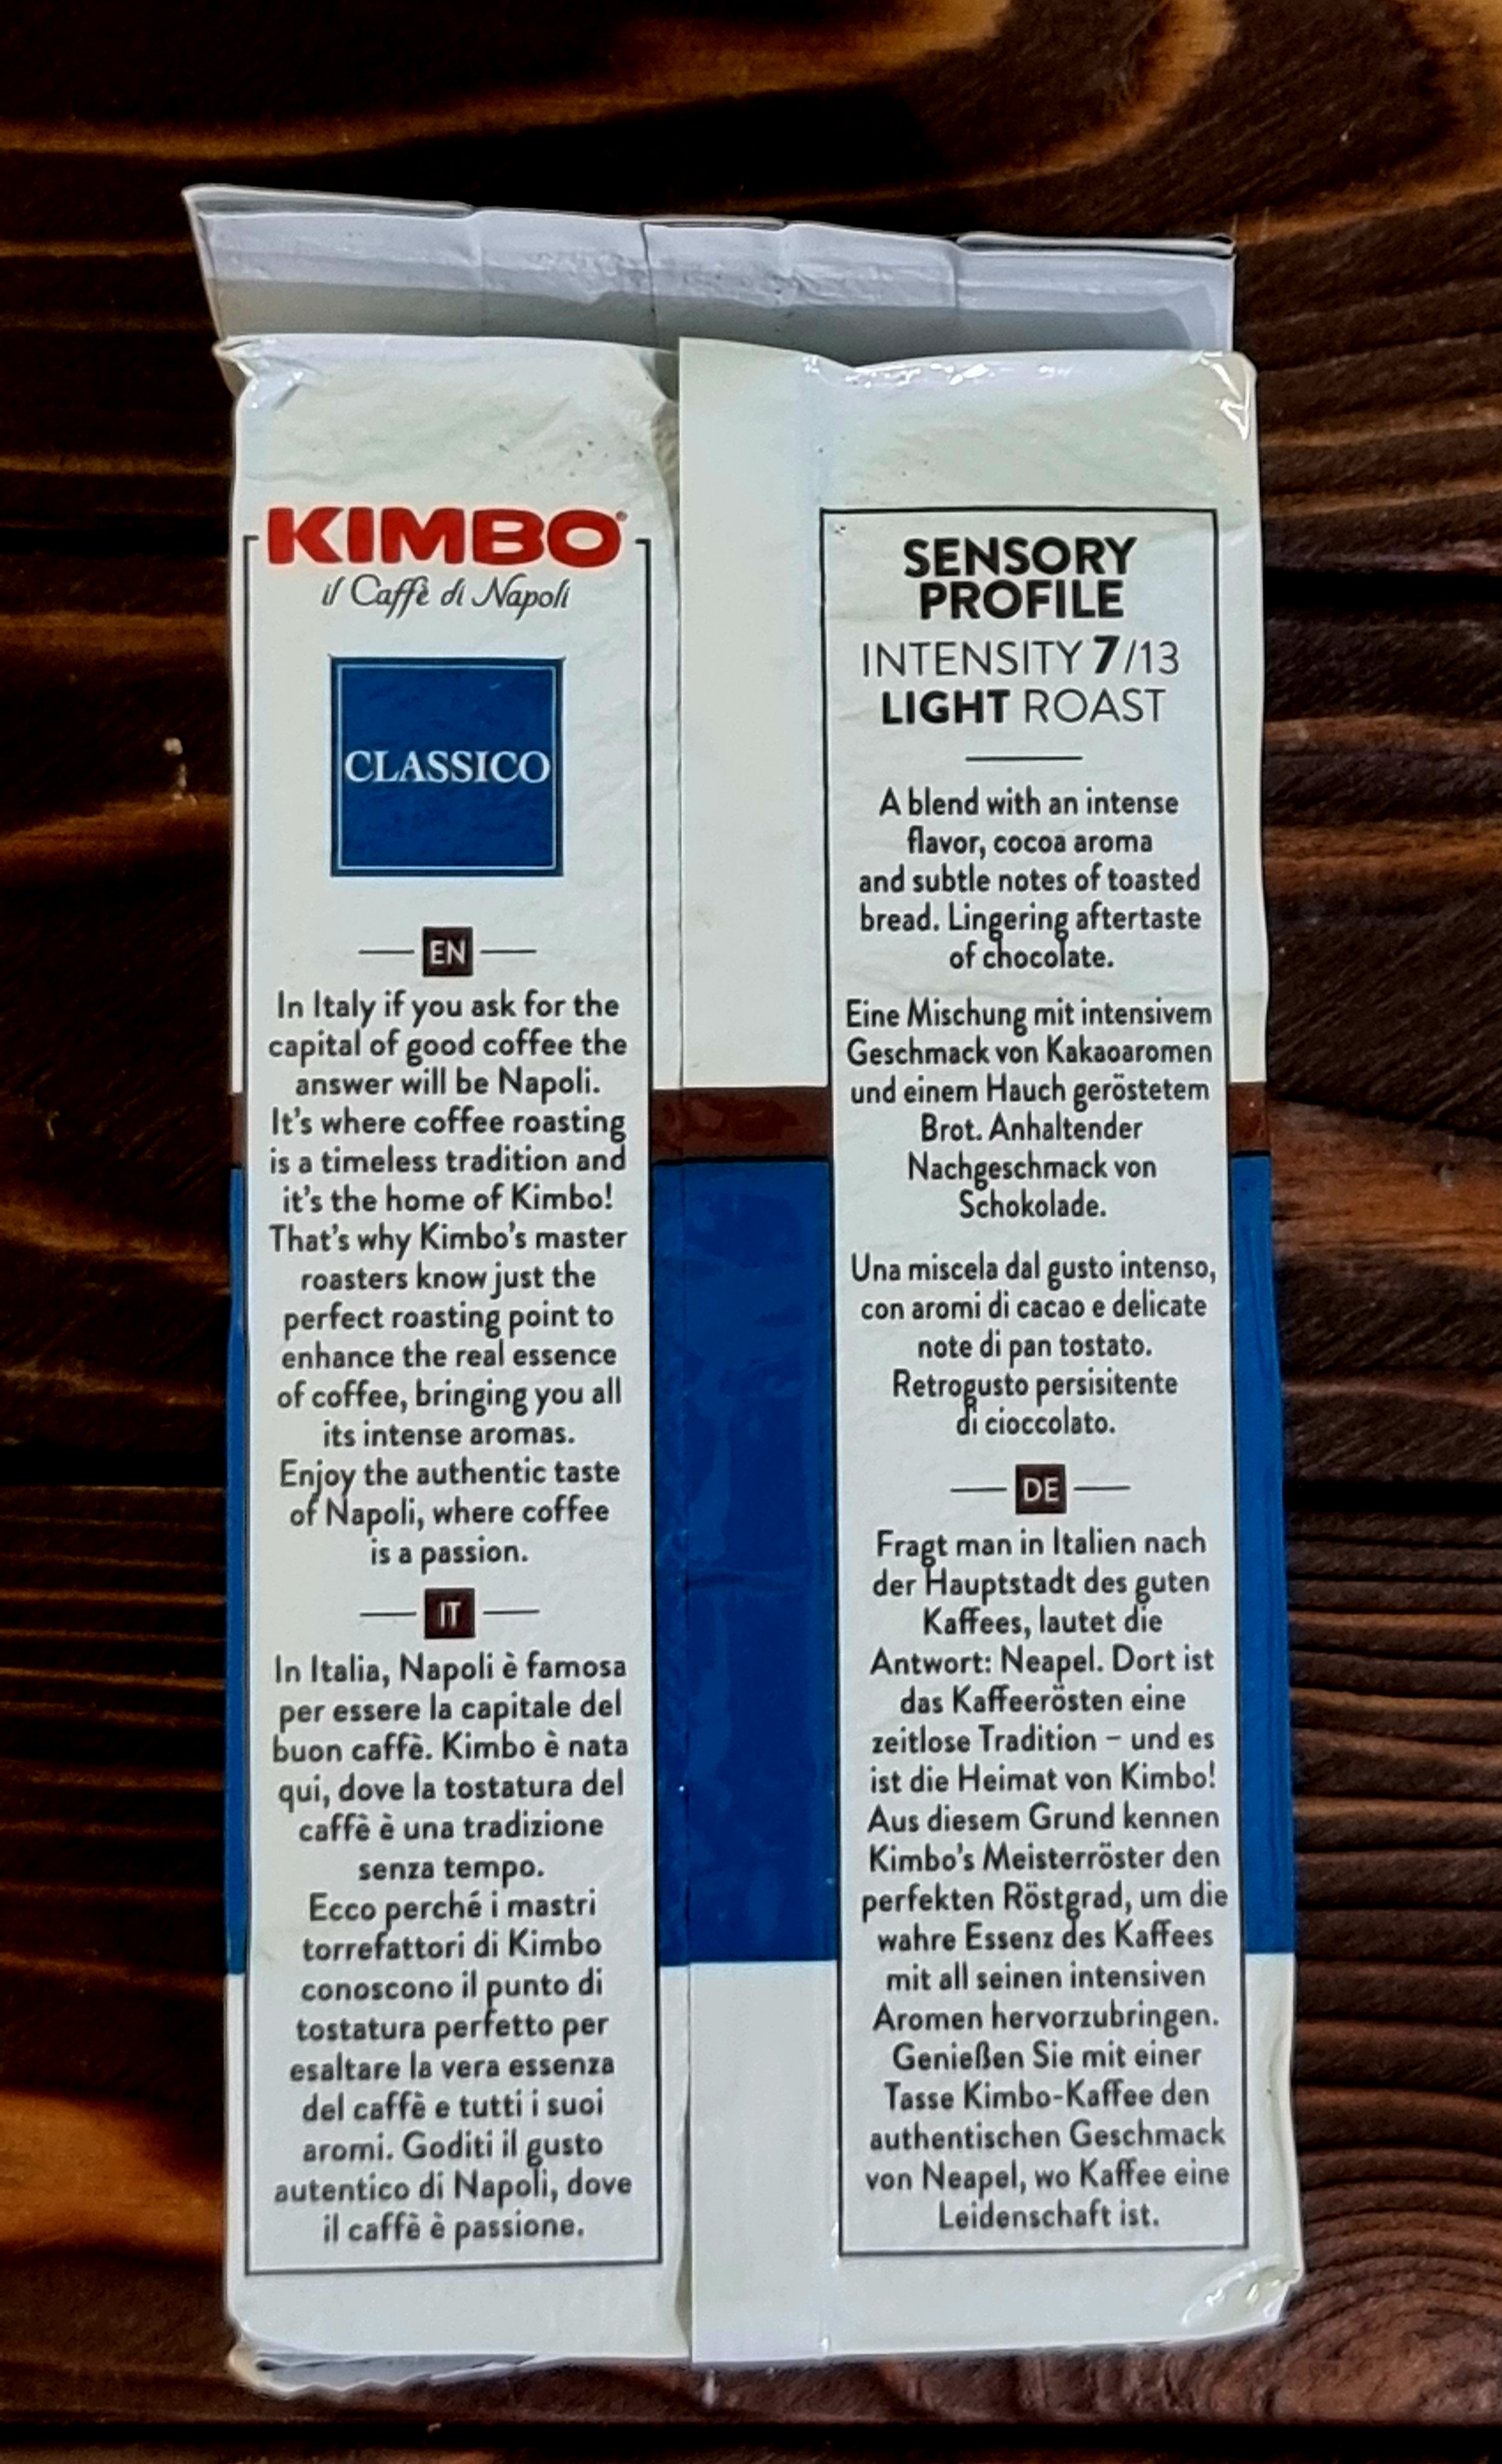 KIMBO®
il Caffè di Napoli
CLASSICO
EN
In Italy if you ask for the
capital of good coffee the
answer will be Napoli.
It's where coffee roasting
is a timeless tradition and
it's the home of Kimbo!
That's why Kimbo's master
roasters know just the
perfect roasting point to
enhance the real essence
of coffee, bringing you all
its intense aromas.
Enjoy the authentic taste
of Napoli, where coffee
is a passion.
IT
In Italia, Napoli è famosa
per essere la capitale del
buon caffè. Kimbo è nata
qui, dove la tostatura del
caffè è una tradizione
senza tempo.
Ecco perché i mastri
torrefattori di Kimbo
conoscono il punto di
tostatura perfetto per
esaltare la vera essenza
del caffè e tutti i suoi
aromi. Goditi il gusto
autentico di Napoli, dove
il caffè è passione.
SENSORY
PROFILE
INTENSITY 7/13
LIGHT ROAST
A blend with an intense
flavor, cocoa aroma
and subtle notes of toasted
bread. Lingering aftertaste
of chocolate.
Eine Mischung mit intensivem
Geschmack von Kakaoaromen
und einem Hauch geröstetem
Brot. Anhaltender
Nachgeschmack von
Schokolade.
Una miscela dal gusto intenso,
con aromi di cacao e delicate
note di pan tostato.
Retrogusto persisitente
di cioccolato.
DE
Fragt man in Italien nach
der Hauptstadt des guten
Kaffees, lautet die
Antwort: Neapel. Dort ist
das Kaffeerösten eine
zeitlose Tradition – und es
ist die Heimat von Kimbo!
Aus diesem Grund kennen
Kimbo's Meisterröster den
perfekten Röstgrad, um die
wahre Essenz des Kaffees
mit all seinen intensiven
Aromen hervorzubringen.
Genießen Sie mit einer
Tasse Kimbo-Kaffee den
authentischen Geschmack
von Neapel, wo Kaffee eine
Leidenschaft ist.